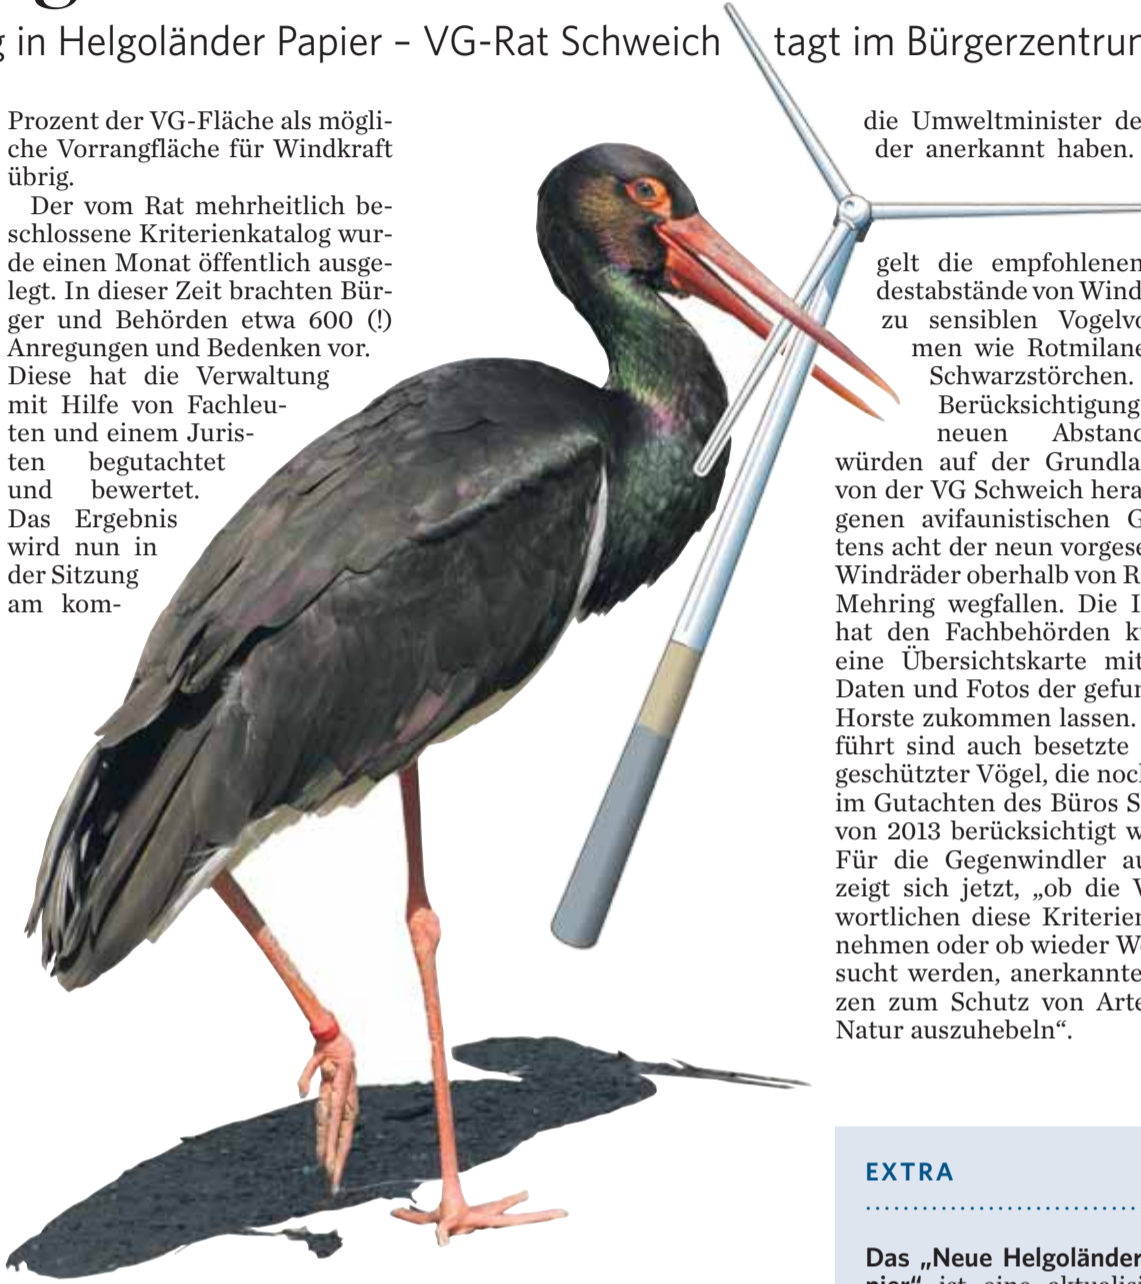 in Helgoländer Papier – VG-Rat Schweich tagt im Bürgerzentrum
Prozent der VG-Fläche als mögli-
che Vorrangfläche für Windkraft
übrig.
Der vom Rat mehrheitlich be-
schlossene Kriterienkatalog wur-
de einen Monat öffentlich ausge-
legt. In dieser Zeit brachten Bür-
ger und Behörden etwa 600 (!)
Anregungen und Bedenken vor.
Diese hat die Verwaltung
mit Hilfe von Fachleu-
ten und einem Juris-
ten begutachtet
und bewertet.
Das Ergebnis
wird nun in
der Sitzung
am kom-
die Umweltminister de
der anerkannt haben.
gelt die empfohlenen
destabstände von Wind
zu sensiblen Vogelvo
men wie Rotmilane
Schwarzstörchen.
Berücksichtigung
neuen Abstand
würden auf der Grundla
von der VG Schweich hera
genen avifaunistischen G
tens acht der neun vorgese
Windräder oberhalb von R
Mehring wegfallen. Die I
hat den Fachbehörden k
eine Übersichtskarte mit
Daten und Fotos der gefun
Horste zukommen lassen.
führt sind auch besetzte
geschützter Vögel, die noch
im Gutachten des Büros S
von 2013 berücksichtigt w
Für die Gegenwindler au
zeigt sich jetzt, „ob die V
wortlichen diese Kriterien
nehmen oder ob wieder We
sucht werden, anerkannte
zen zum Schutz von Arte
Natur auszuhebeln“.
EXTRA
Das „Neue Helgoländer
pier“ ist eine aktualisi